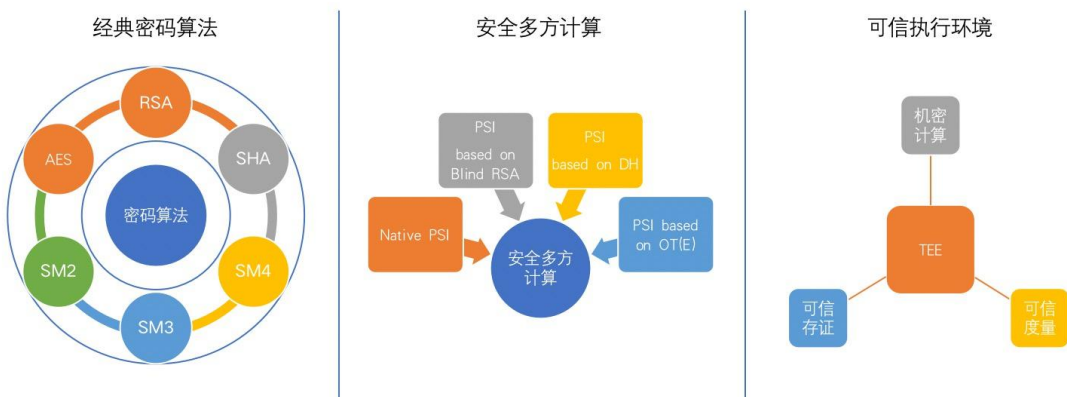 经典密码算法
RSA
AES
SHA
密码算法
SM2
SM4
SM3
安全多方计算
PSI
based on
Blind RSA
PSI
based on DH
Native PSI
PSI based
on OT(E)
安全多方
计算
可信执行环境
机密
计算
TEE
可信
存证
可信
度量